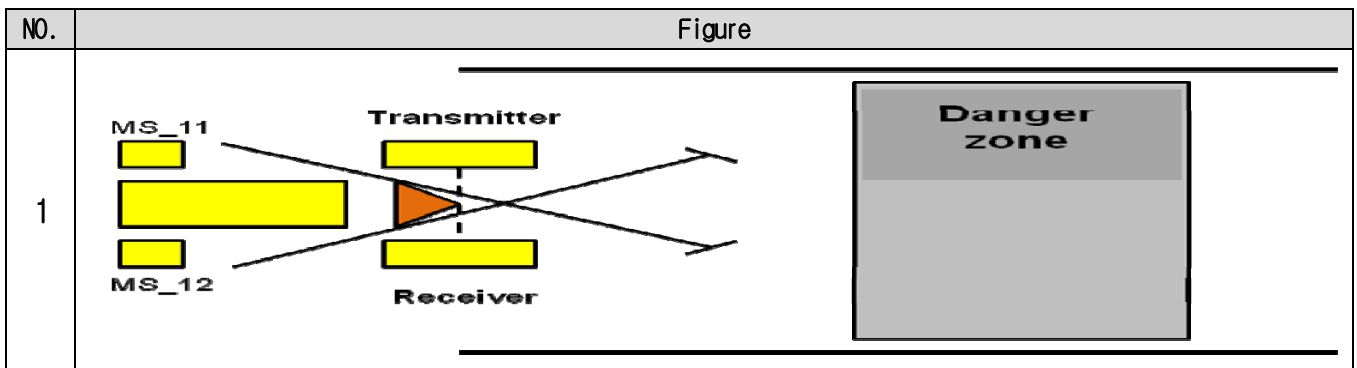 NO.
Figure
1
MS_11
Transmitter
Danger
zone
MS_12
Receiver